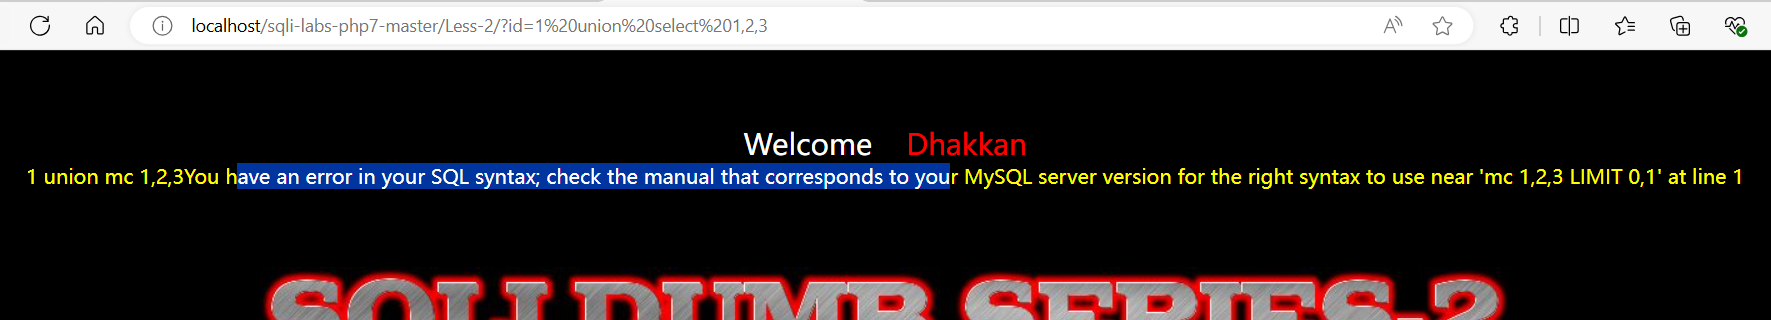 localhost/sqli-labs-php7-master/Less-2/?id=1%20union%20select%201,2,3
Welcome Dhakkan
1 union mc 1,2,3You have an error in your SQL syntax; check the manual that corresponds to your MySQL server version for the right syntax to use near 'mc 1,2,3 LIMIT 0,1' at line 1
SQLI DUMB SERIES-2